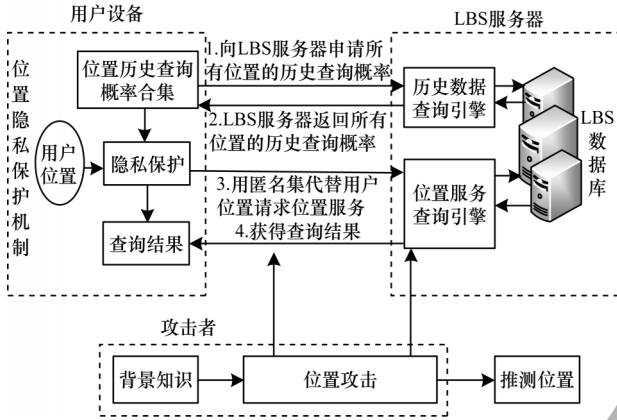 用户设备
LBS服务器
位置隐私保护机制
位置历史查询
概率合集
1.向LBS服务器申请所
有位置的历史查询概率
历史数据
查询引擎
2.LBS服务器返回所有
位置的历史查询概率
LBS
数据库
用户
位置
隐私保护
3.用匿名集代替用户
位置请求位置服务
位置服务
查询引擎
查询结果
4.获得查询结果
攻击者
背景知识
位置攻击
推测位置